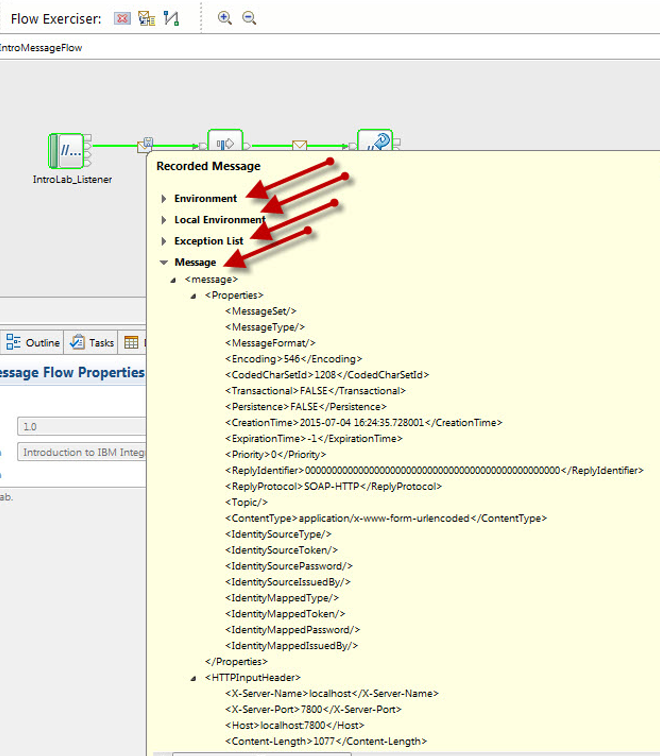 Flow Exerciser:
IntroMessageFlow
//...
IntroLab_Listener
Recorded Message
Environment
Local Environment
Exception List
Message
<message>
<Properties>
<MessageSet/>
<MessageType/>
<MessageFormat/>
<Encoding>546</Encoding>
<CodedCharSetId>1208</CodedCharSetId>
<Transactional>FALSE</Transactional>
<Persistence>FALSE</Persistence>
<CreationTime>2015-07-04 16:24:35.728001</CreationTime>
<ExpirationTime>-1</ExpirationTime>
<Priority>0</Priority>
<ReplyIdentifier>000000000000000000000000000000000000000000000000</ReplyIdentifier>
<ReplyProtocol>SOAP-HTTP</ReplyProtocol>
<Topic/>
<ContentType>application/x-www-form-urlencoded</ContentType>
<IdentitySourceType/>
<IdentitySourceToken/>
<IdentitySourcePassword/>
<IdentitySourceIssuedBy/>
<IdentityMappedType/>
<IdentityMappedToken/>
<IdentityMappedPassword/>
<IdentityMappedIssuedBy/>
</Properties>
<HTTPInputHeader>
<X-Server-Name>localhost</X-Server-Name>
<X-Server-Port>7800</X-Server-Port>
<Host>localhost:7800</Host>
<Content-Length>1077</Content-Length>
Outline Tasks
essage Flow Properties
1.0
Introduction to IBM Integ
ab.